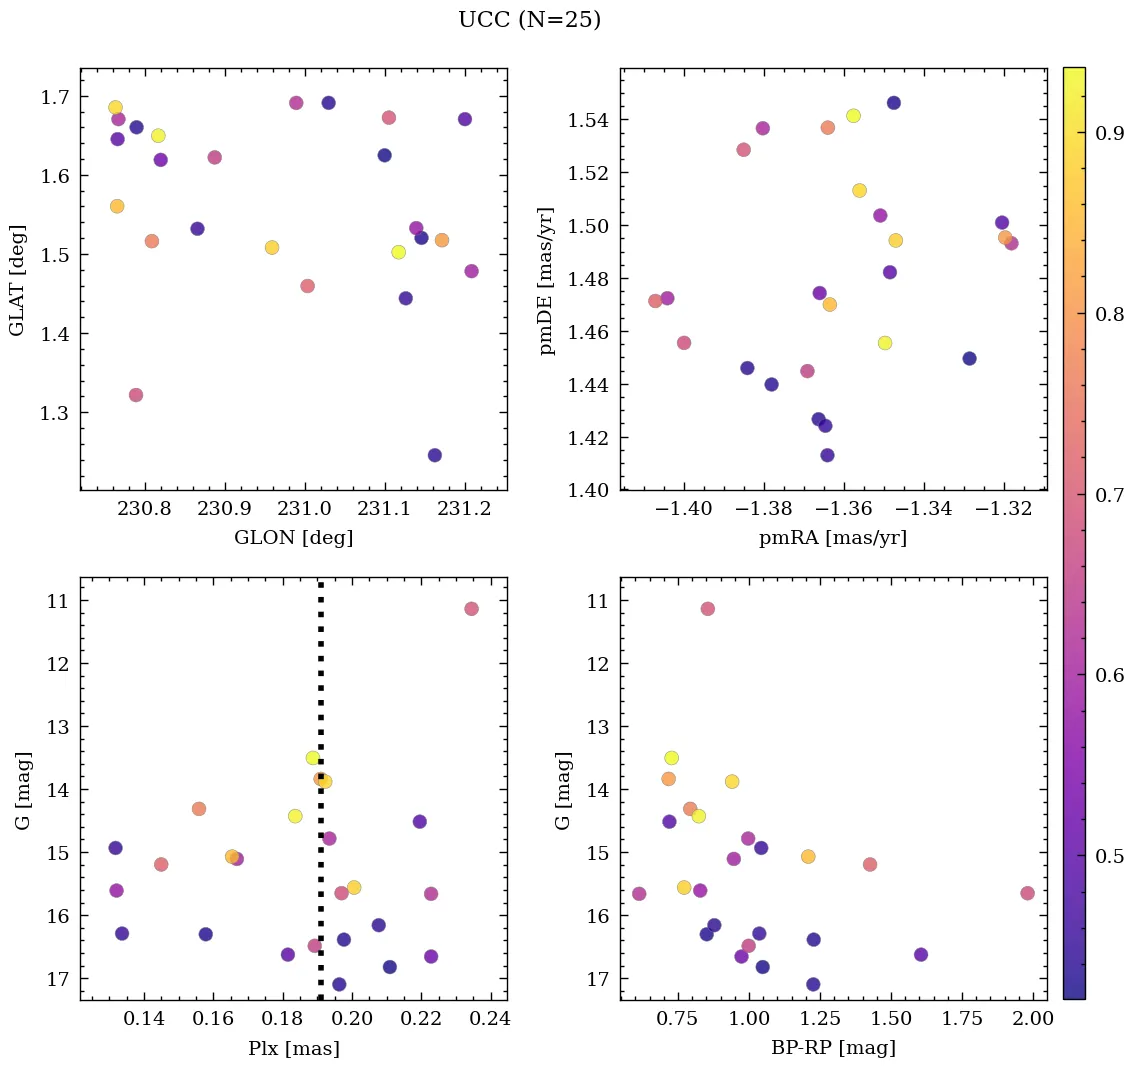 UCC (N=25)
1.7
1.6
1.5
1.4
1.3
GLAT [deg]
230.8 230.9 231.0 231.1 231.2
GLON [deg]
1.54
1.52
1.50
1.48
1.46
1.44
1.42
1.40
pmDE [mas/yr]
−1.40 −1.38 −1.36 −1.34 −1.32
pmRA [mas/yr]
11
12
13
14
15
16
17
G [mag]
0.14 0.16 0.18 0.20 0.22 0.24
Plx [mas]
11
12
13
14
15
16
17
G [mag]
0.75 1.00 1.25 1.50 1.75 2.00
BP-RP [mag]
0.9
0.8
0.7
0.6
0.5